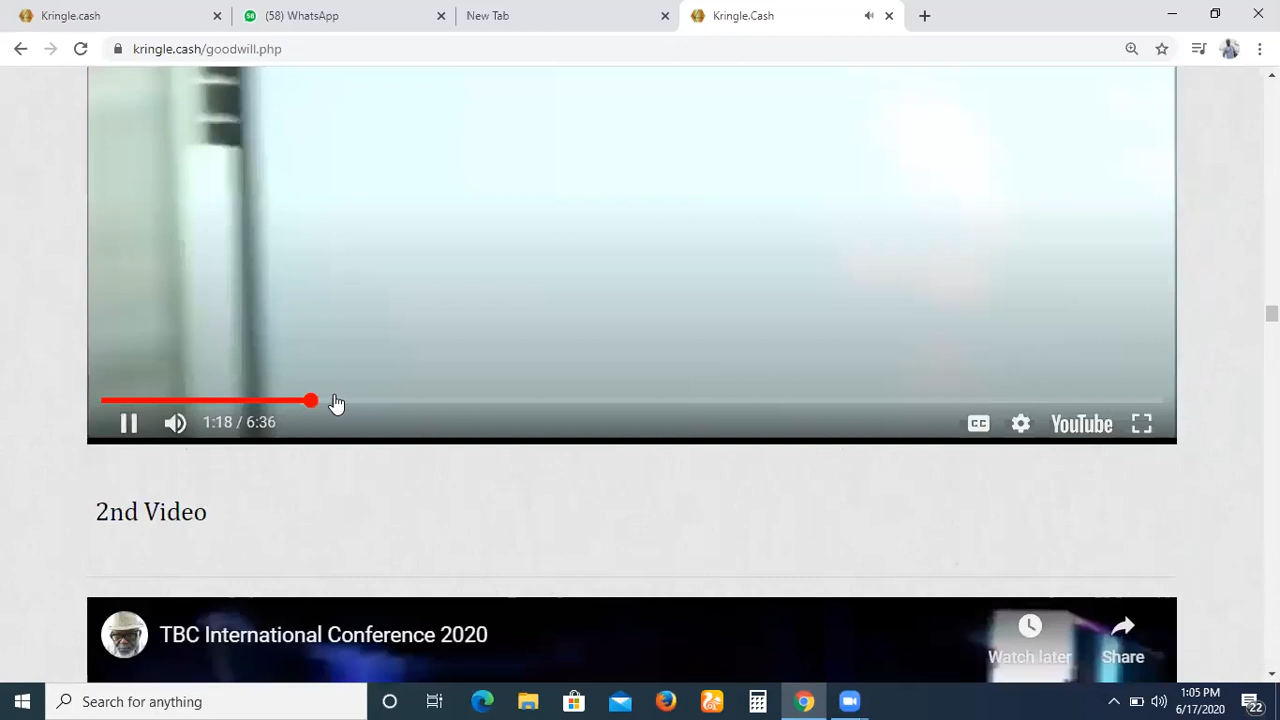 Kringle.cash
(58) WhatsApp
New Tab
Kringle.Cash
kringle.cash/goodwill.php
1:18 / 6:36
CC
YouTube
2nd Video
TBC International Conference 2020
Watch later
Share
Search for anything
1:05 PM
6/17/2020
22